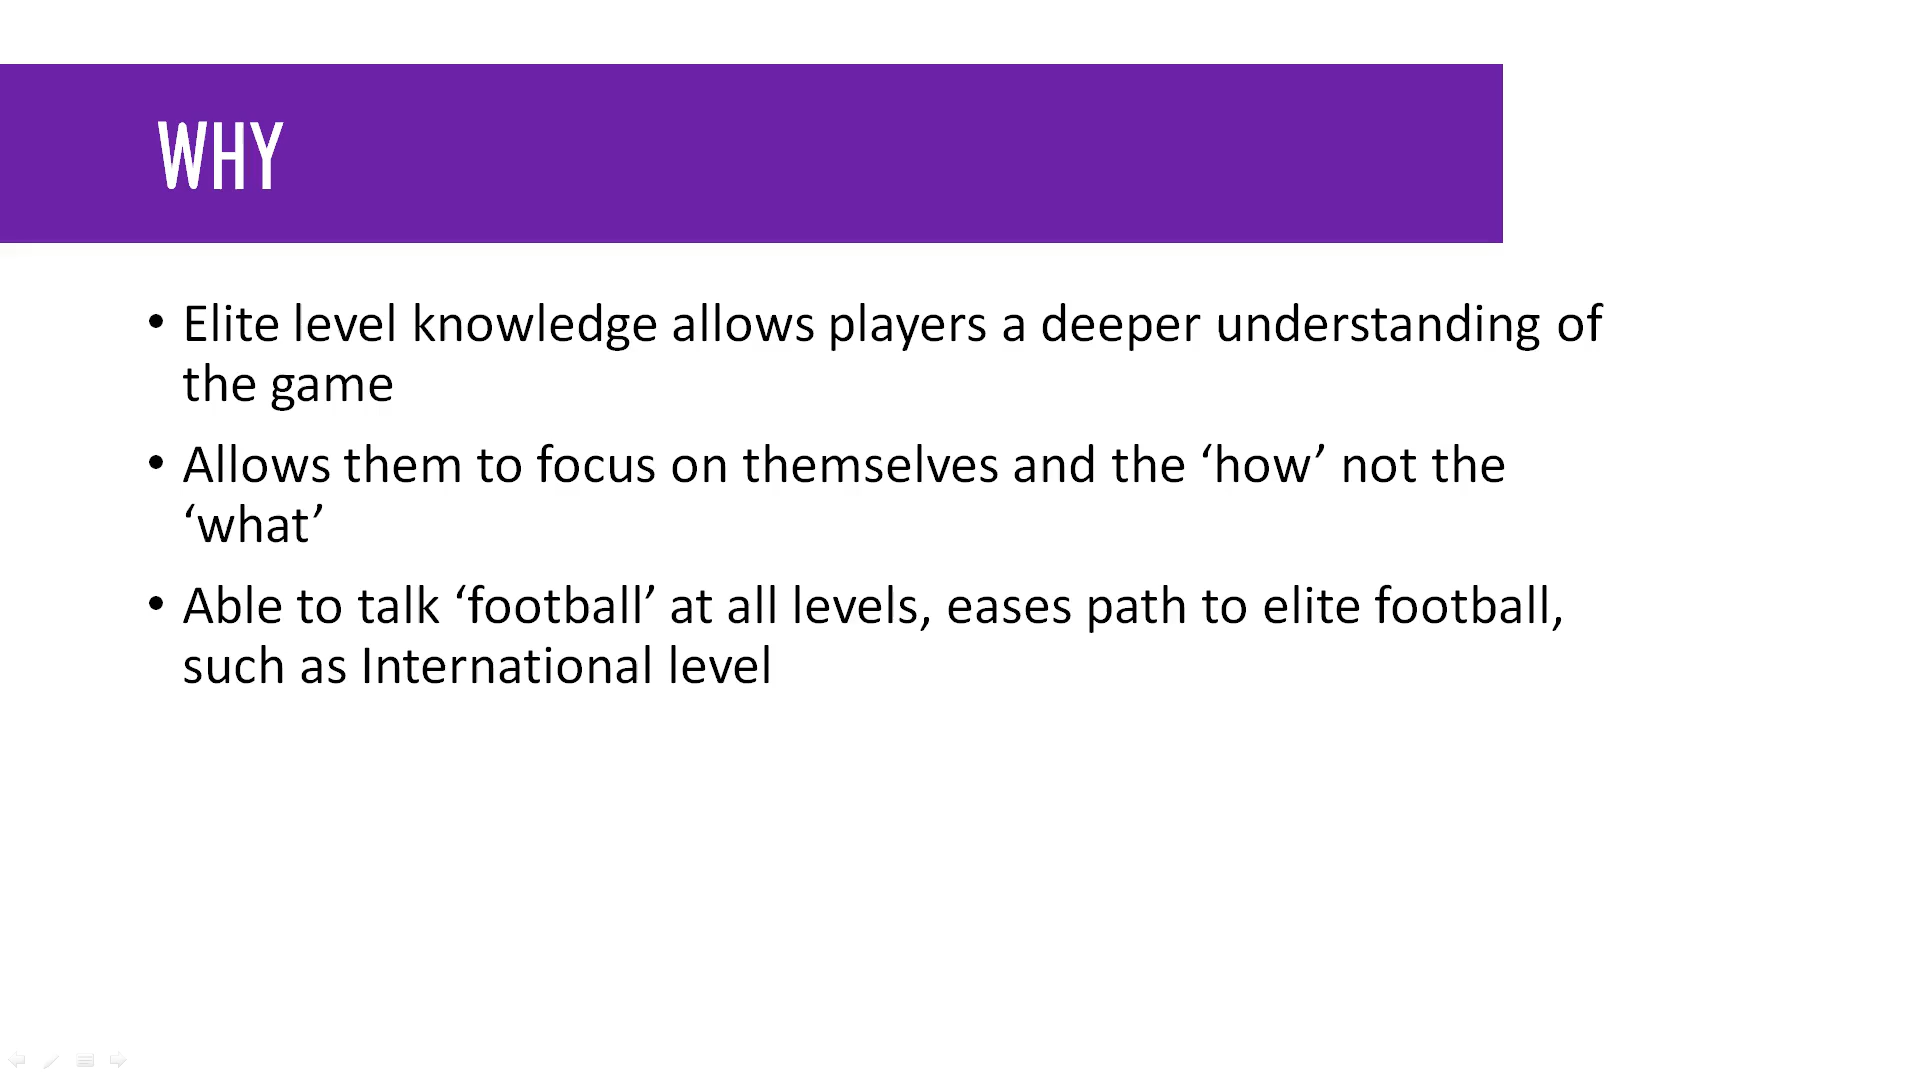 WHY
• Elite level knowledge allows players a deeper understanding of
the game
• Allows them to focus on themselves and the ‘how’ not the
‘what’
• Able to talk ‘football’ at all levels, eases path to elite football,
such as International level